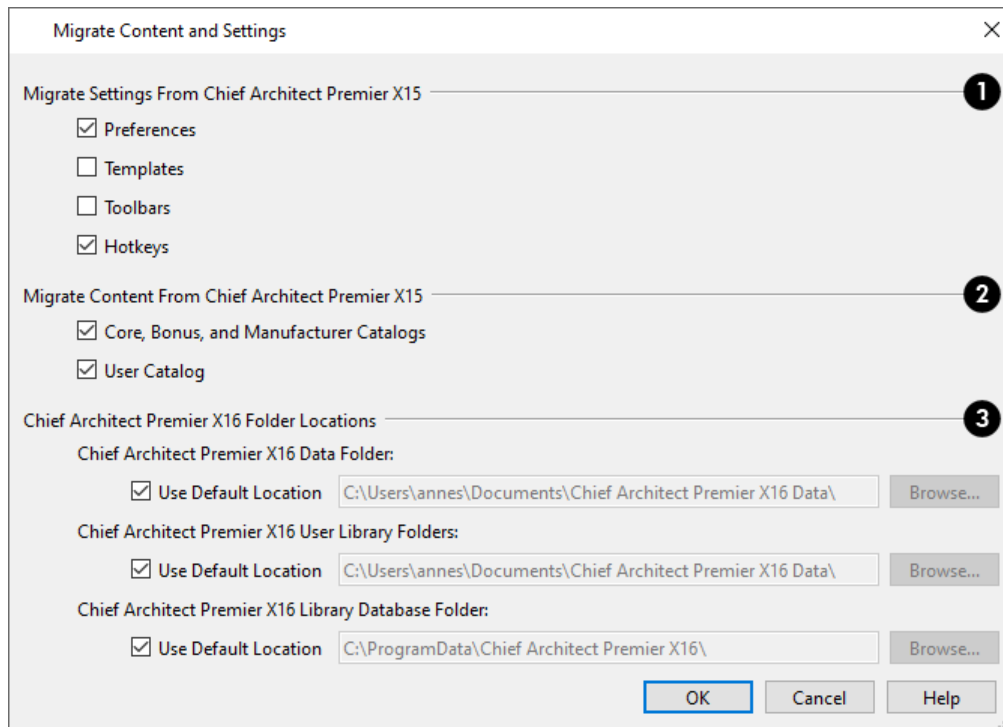 Migrate Content and Settings
Migrate Settings From Chief Architect Premier X15 1
Preferences
Templates
Toolbars
Hotkeys
Migrate Content From Chief Architect Premier X15 2
Core, Bonus, and Manufacturer Catalogs
User Catalog
Chief Architect Premier X16 Folder Locations 3
Chief Architect Premier X16 Data Folder:
Use Default Location C:\Users\annes\Documents\Chief Architect Premier X16 Data\ Browse...
Chief Architect Premier X16 User Library Folders:
Use Default Location C:\Users\annes\Documents\Chief Architect Premier X16 Data\ Browse...
Chief Architect Premier X16 Library Database Folder:
Use Default Location C:\ProgramData\Chief Architect Premier X16\ Browse...
OK Cancel Help